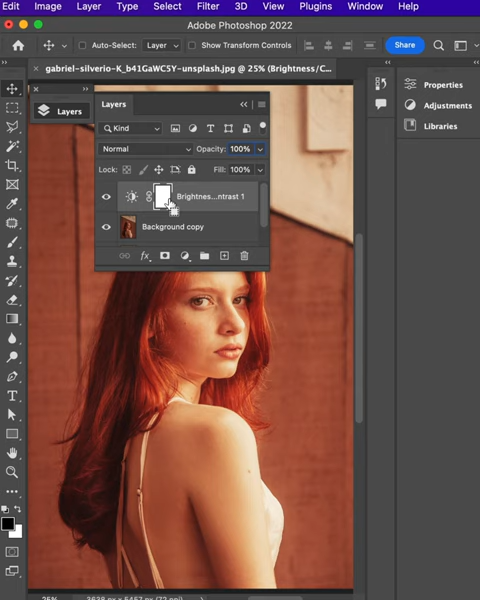 Edit Image Layer Type Select Filter 3D View Plugins Window
Adobe Photoshop 2022
Auto-Select: Layer Show Transform Controls Share
gabriel-silverio-K_b41GaWC5Y-unsplash.jpg @ 25% (Brightness/C...
Layers
Layers
Kind
Normal Opacity: 100%
Lock: Fill: 100%
Brightnes...ntrast 1
Background copy
fx
Properties
Adjustments
Libraries